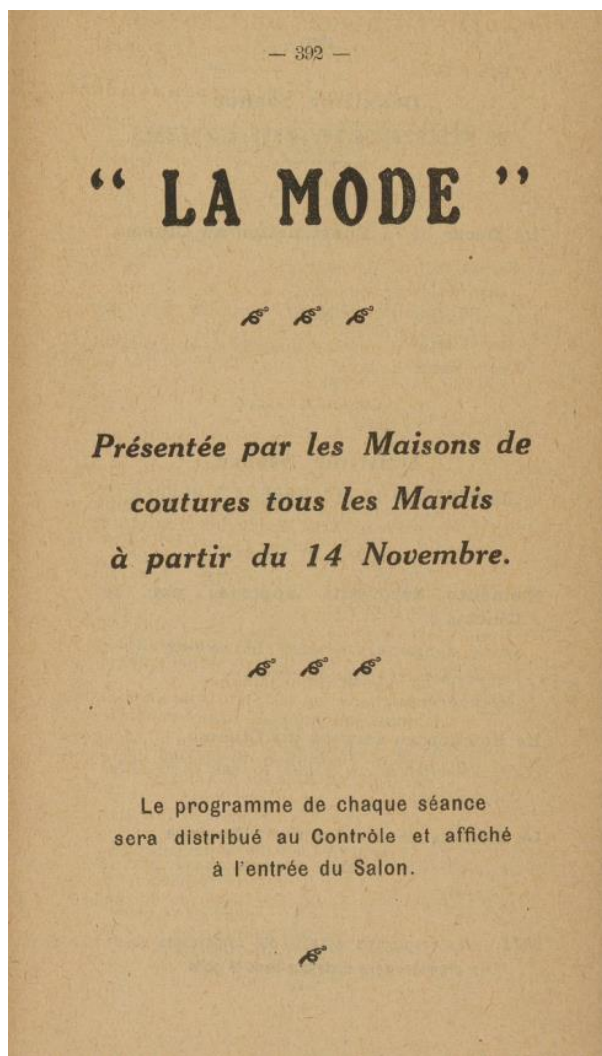 — 392 —
“ LA MODE ”
Présentée par les Maisons de
coutures tous les Mardis
à partir du 14 Novembre.
Le programme de chaque séance
sera distribué au Contrôle et affiché
à l'entrée du Salon.